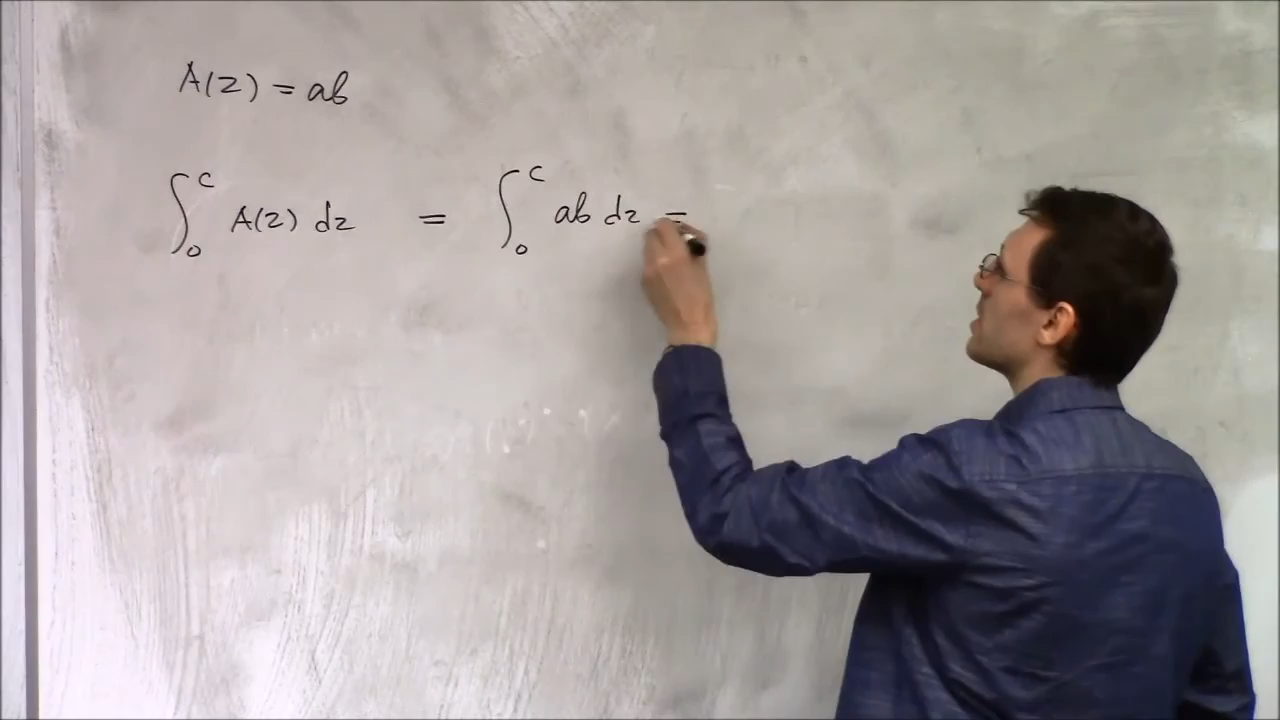 A(z) = ab
∫₀ᶜ A(z) dz = ∫₀ᶜ ab dz =